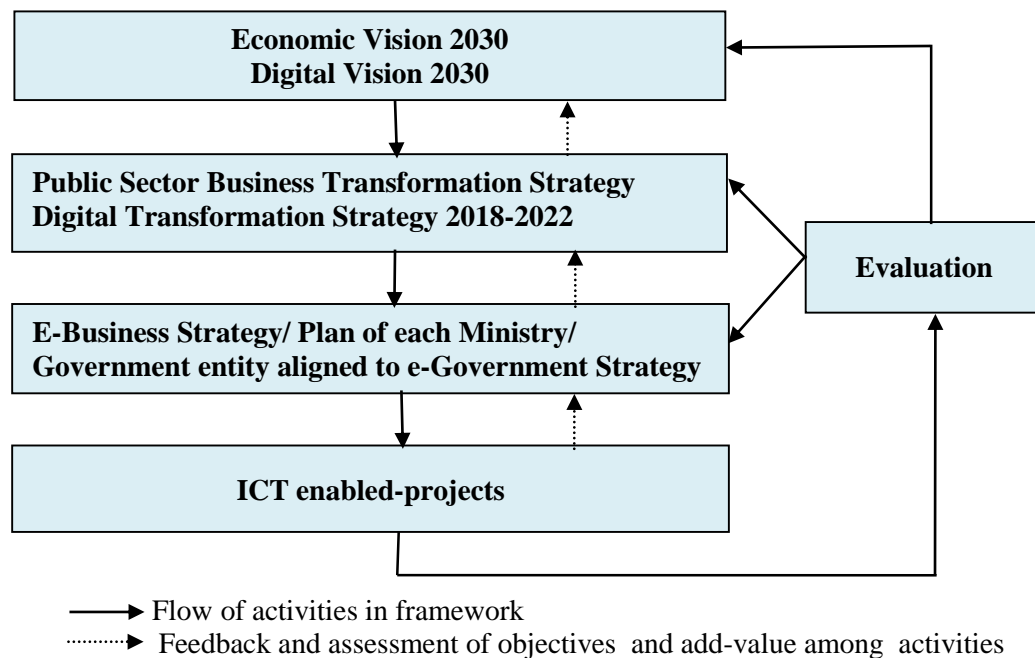 Economic Vision 2030
Digital Vision 2030
Public Sector Business Transformation Strategy
Digital Transformation Strategy 2018-2022
Evaluation
E-Business Strategy/ Plan of each Ministry/
Government entity aligned to e-Government Strategy
ICT enabled-projects
Flow of activities in framework
Feedback and assessment of objectives and add-value among activities